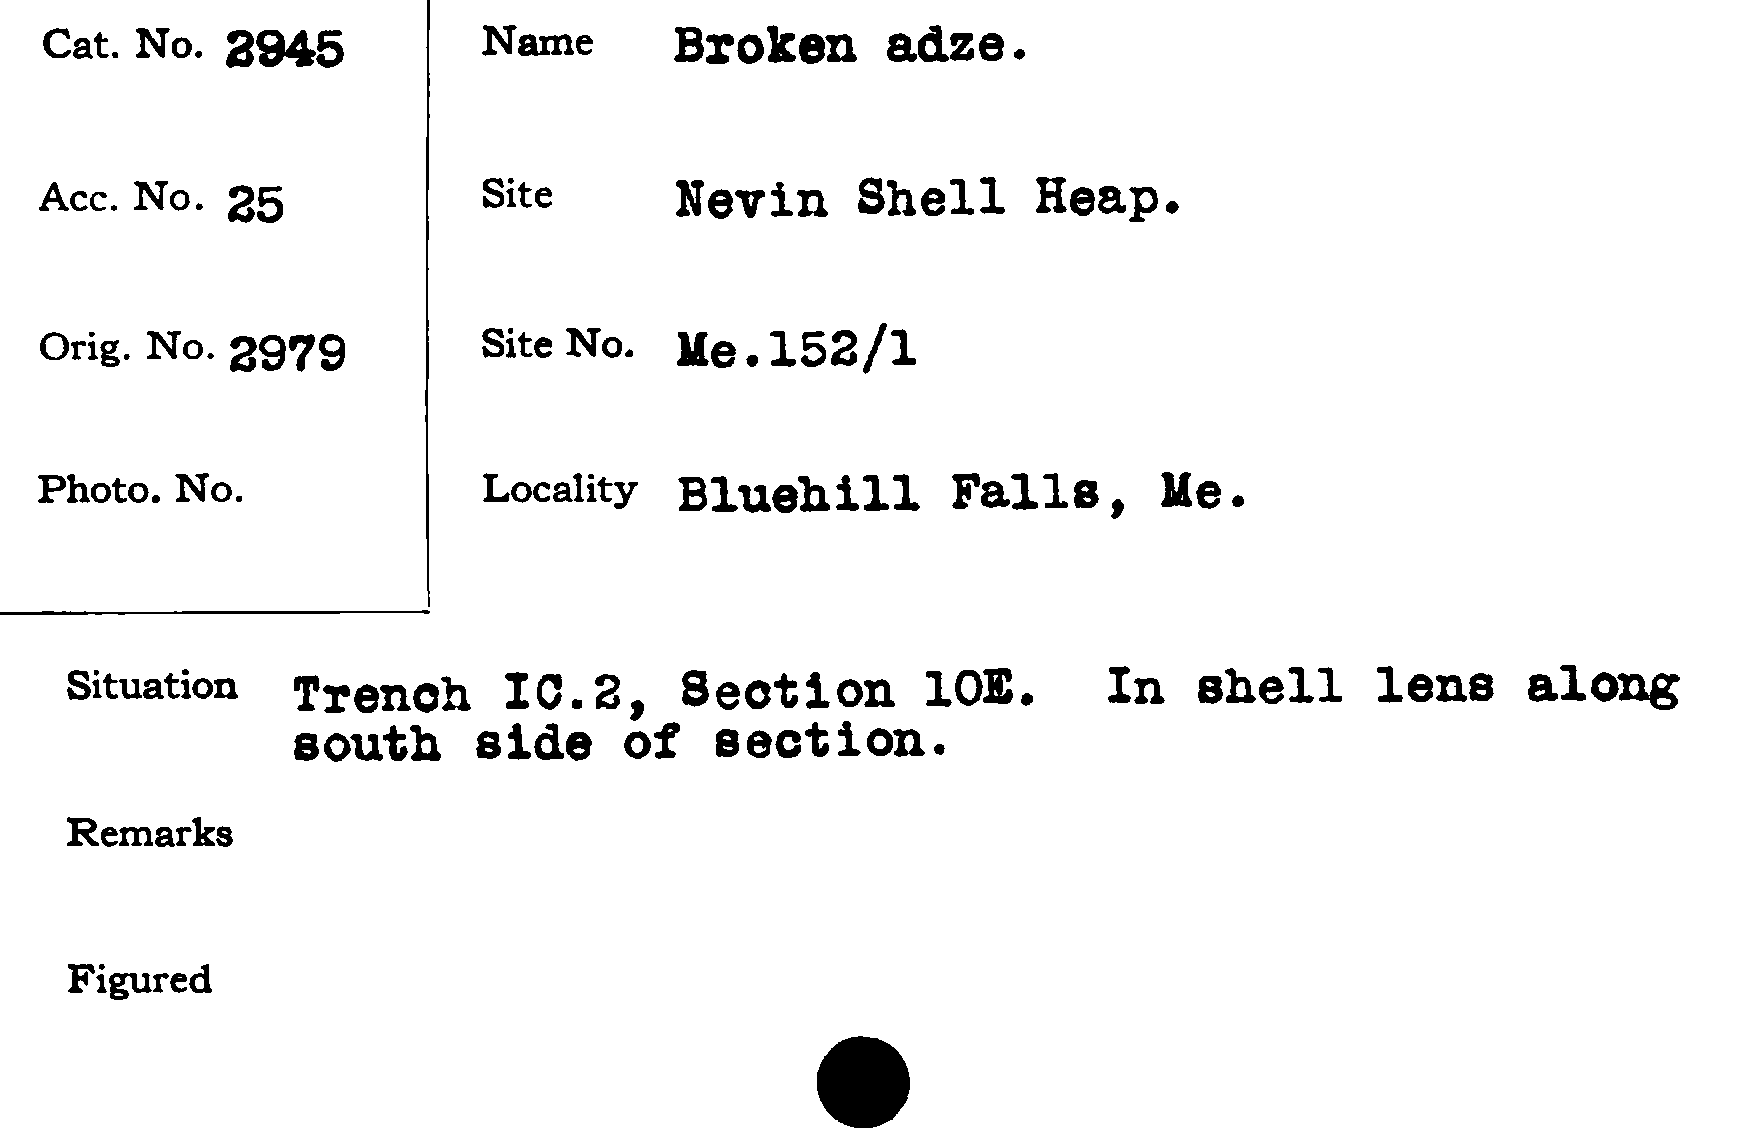 Cat. No. 2945
Acc. No. 25
Orig. No. 2979
Photo. No.
Name Broken adze.
Site Nevin Shell Heap.
Site No. Me.152/1
Locality Bluehill Falls, Me.
Situation Trench IC.2, Section 10E. In shell lens along
south side of section.
Remarks
Figured